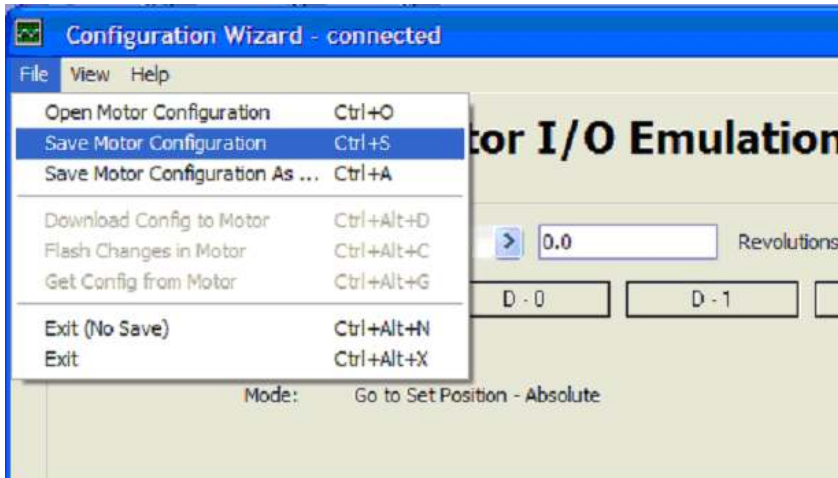 Configuration Wizard - connected
File View Help
Open Motor Configuration Ctrl+O
Save Motor Configuration Ctrl+S
Save Motor Configuration As ... Ctrl+A
Download Config to Motor Ctrl+Alt+D
Flash Changes in Motor Ctrl+Alt+C
Get Config from Motor Ctrl+Alt+G
Exit (No Save) Ctrl+Alt+N
Exit Ctrl+Alt+X
tor I/O Emulation
0.0 Revolutions
D - 0 D - 1
Mode: Go to Set Position - Absolute